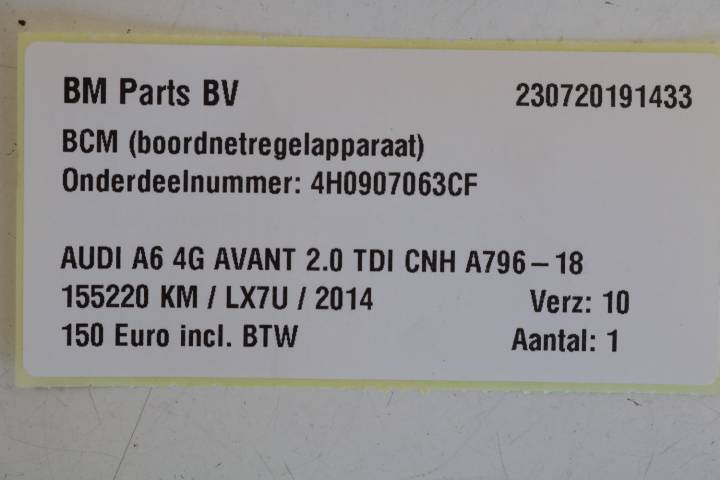 BM Parts BV 230720191433
BCM (boordnetregelapparaat)
Onderdeelnummer: 4H0907063CF
AUDI A6 4G AVANT 2.0 TDI CNH A796-18
155220 KM / LX7U / 2014 Verz: 10
150 Euro incl. BTW Aantal: 1